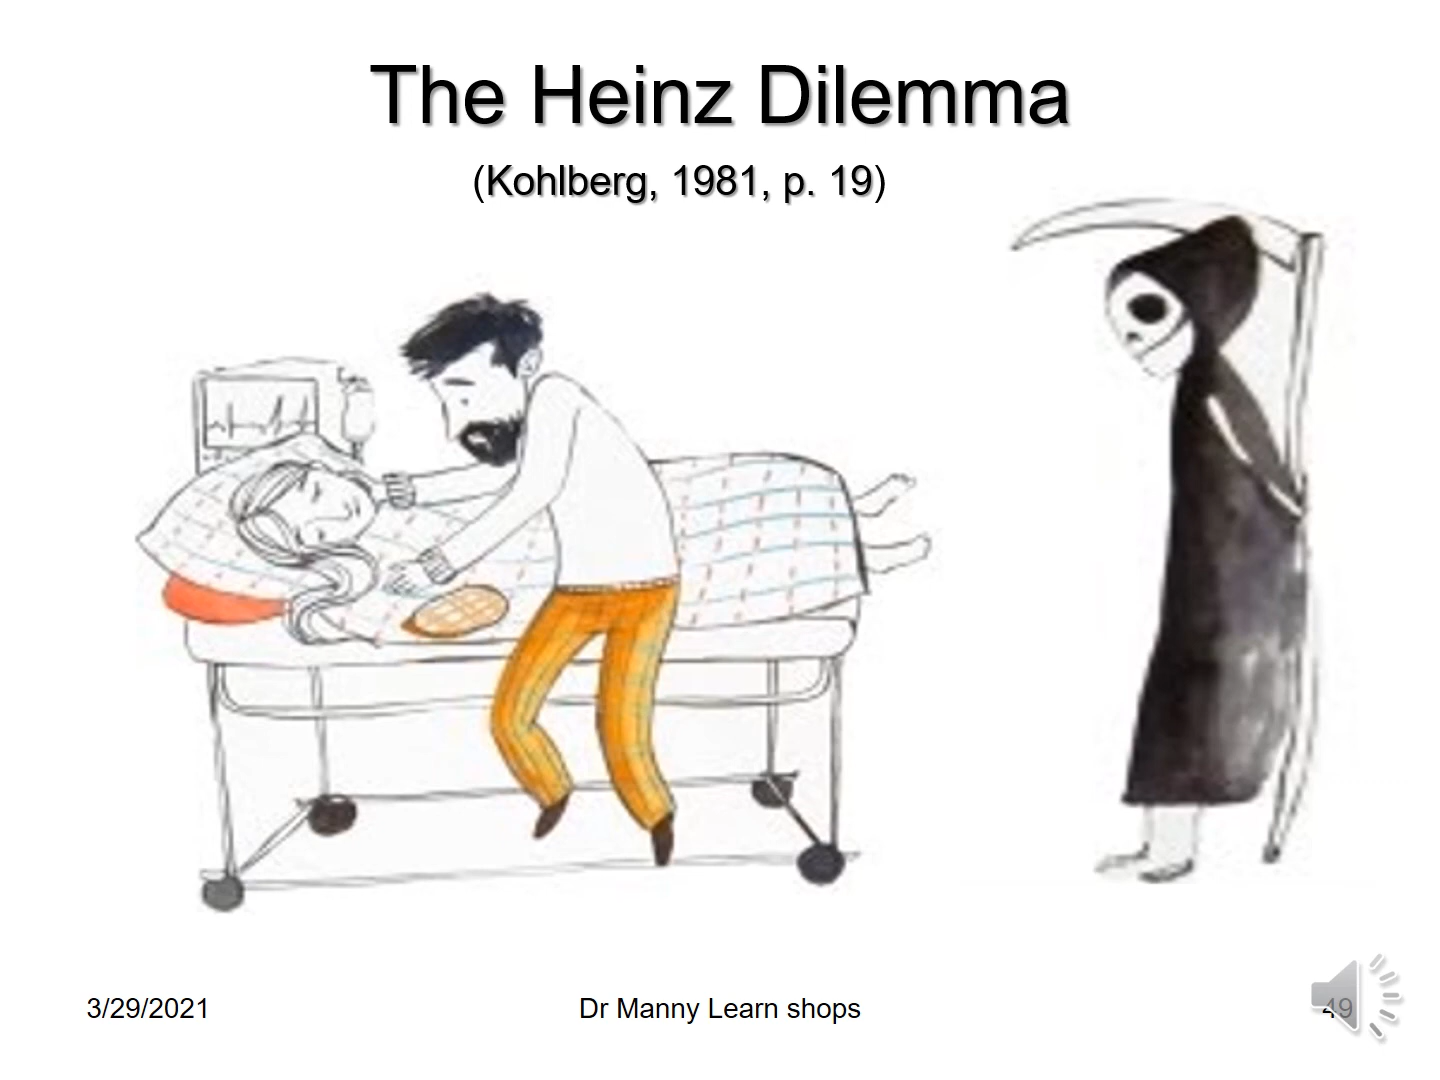 The Heinz Dilemma
(Kohlberg, 1981, p. 19)
3/29/2021
Dr Manny Learn shops
49